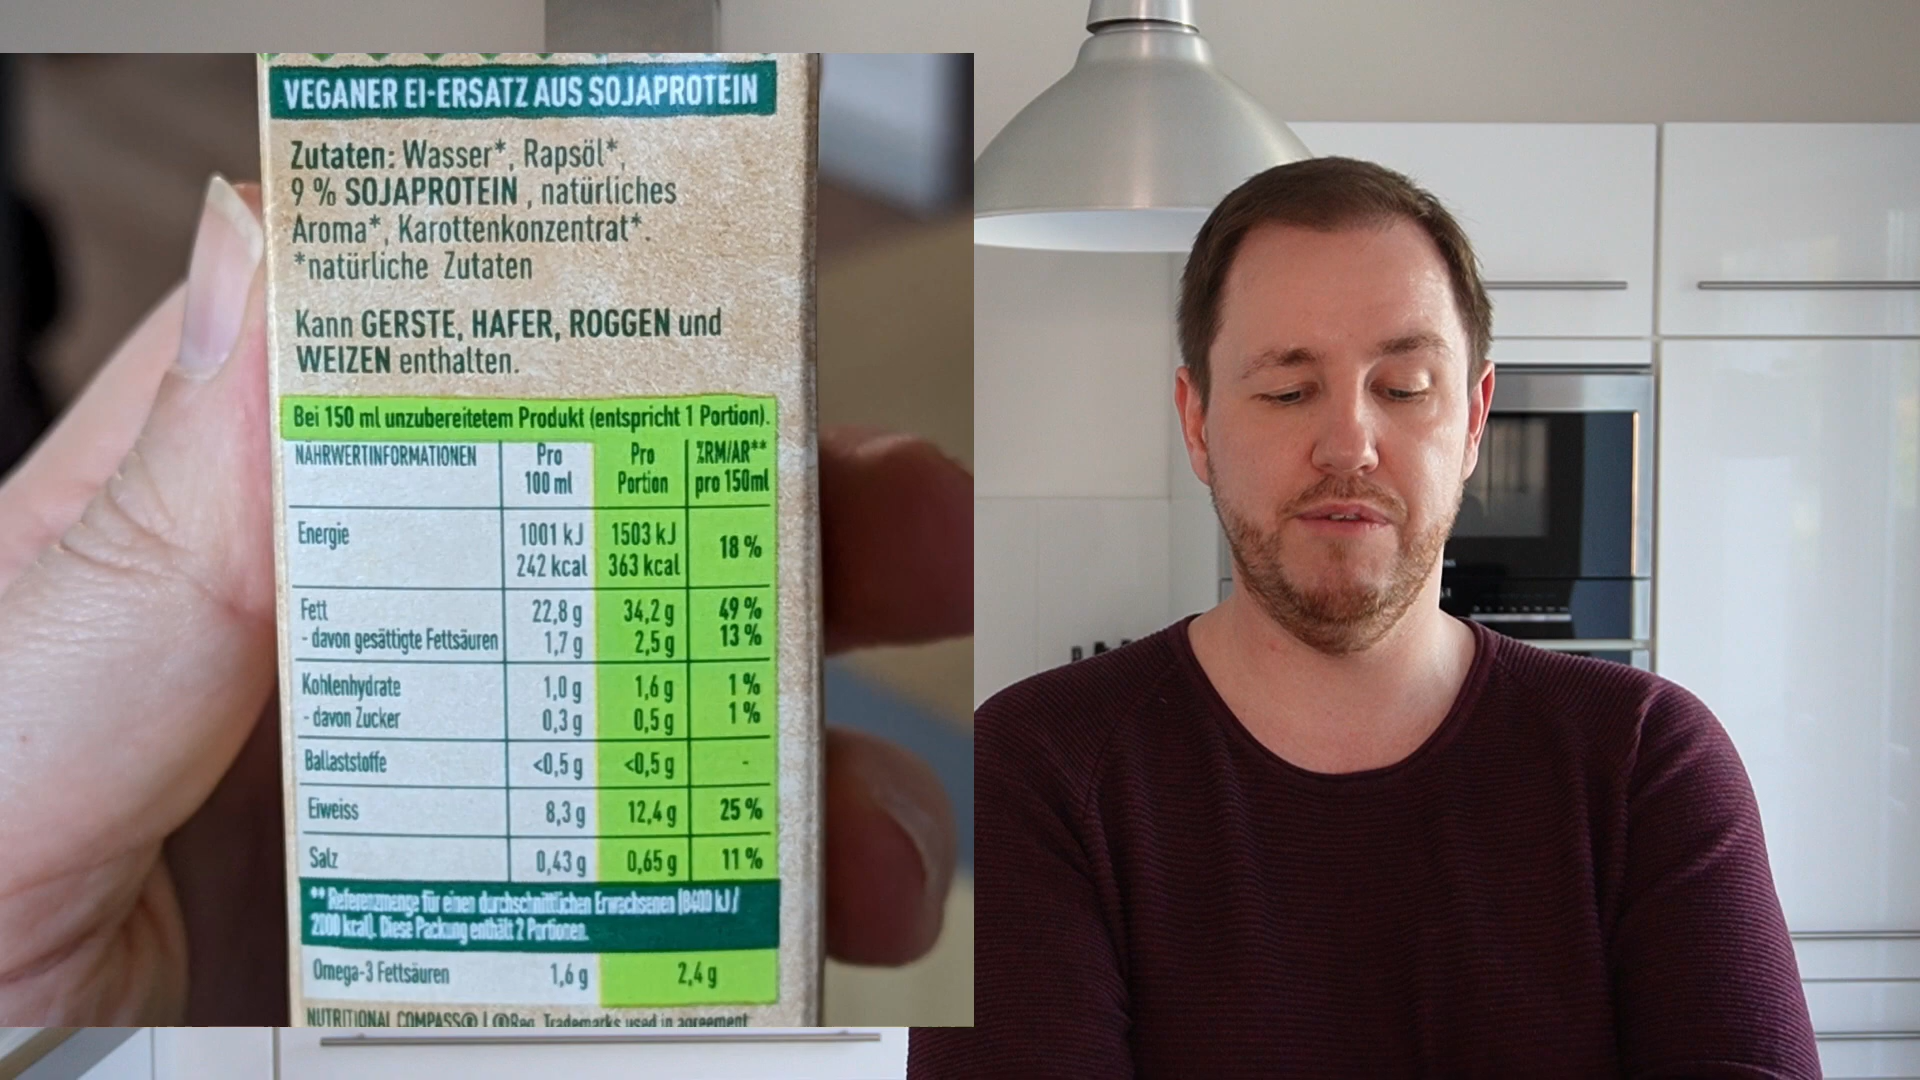 VEGANER EI-ERSATZ AUS SOJAPROTEIN
Zutaten: Wasser*, Rapsöl*,
9 % SOJAPROTEIN , natürliches
Aroma*, Karottenkonzentrat*.
*natürliche Zutaten
Kann GERSTE, HAFER, ROGGEN und
WEIZEN enthalten.
Bei 150 ml unzubereitetem Produkt (entspricht 1 Portion).
NÄHRWERTINFORMATIONEN Pro 100 ml Pro Portion %RM/AR** pro 150ml
Energie 1001 kJ 1503 kJ 18 %
242 kcal 363 kcal
Fett 22,8 g 34,2 g 49 %
- davon gesättigte Fettsäuren 1,7 g 2,5 g 13 %
Kohlenhydrate 1,0 g 1,6 g 1 %
- davon Zucker 0,3 g 0,5 g 1 %
Ballaststoffe <0,5 g <0,5 g -
Eiweiss 8,3 g 12,4 g 25 %
Salz 0,43 g 0,65 g 11 %
** Referenzmenge für einen durchschnittlichen Erwachsenen (8400 kJ /
2000 kcal). Diese Packung enthält 2 Portionen.
Omega-3 Fettsäuren 1,6 g 2,4 g
NUTRITIONAL COMPASS® | ®Reg. Trademarks used in agreement